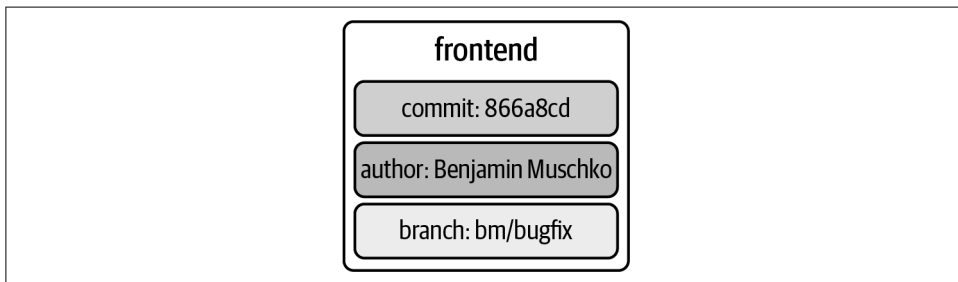 frontend
commit: 866a8cd
author: Benjamin Muschko
branch: bm/bugfix